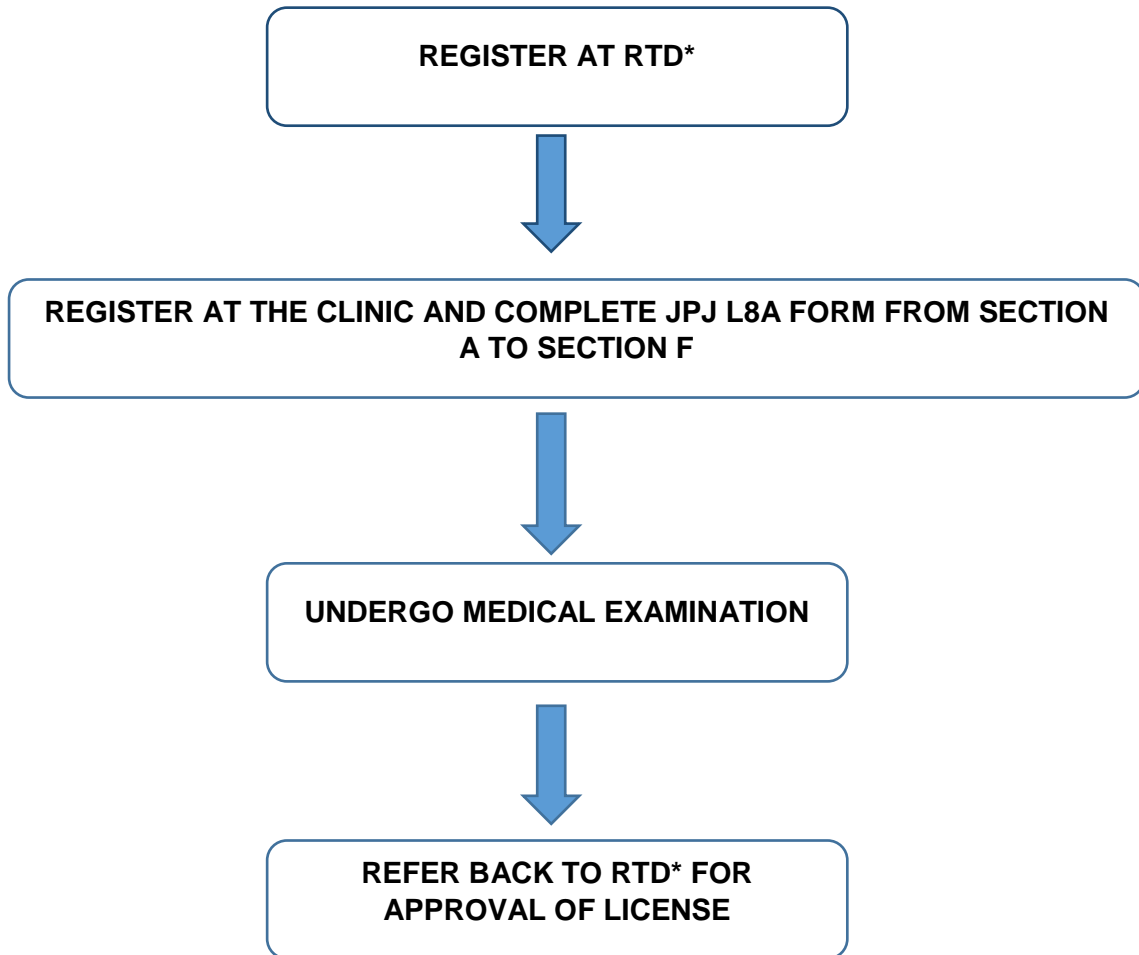 REGISTER AT RTD*
REGISTER AT THE CLINIC AND COMPLETE JPJ L8A FORM FROM SECTION
A TO SECTION F
UNDERGO MEDICAL EXAMINATION
REFER BACK TO RTD* FOR
APPROVAL OF LICENSE